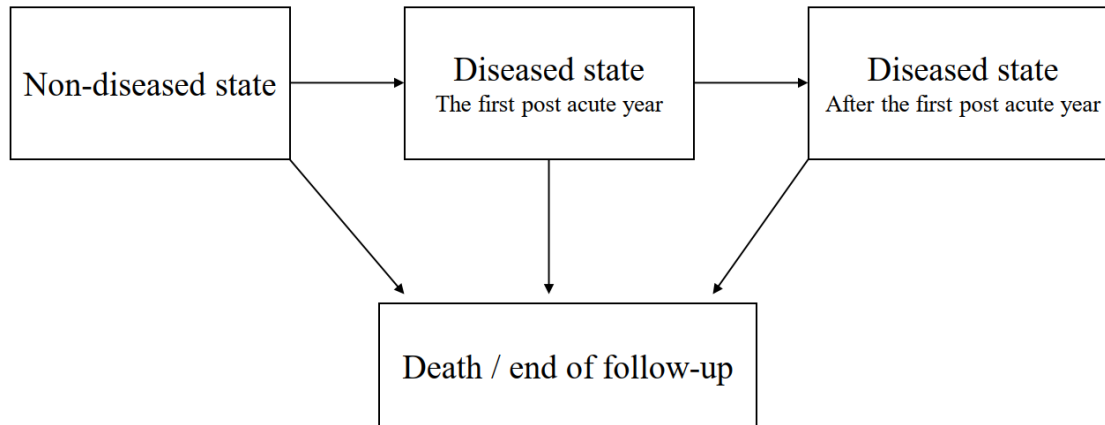 Non-diseased state
Diseased state
The first post acute year
Diseased state
After the first post acute year
Death / end of follow-up